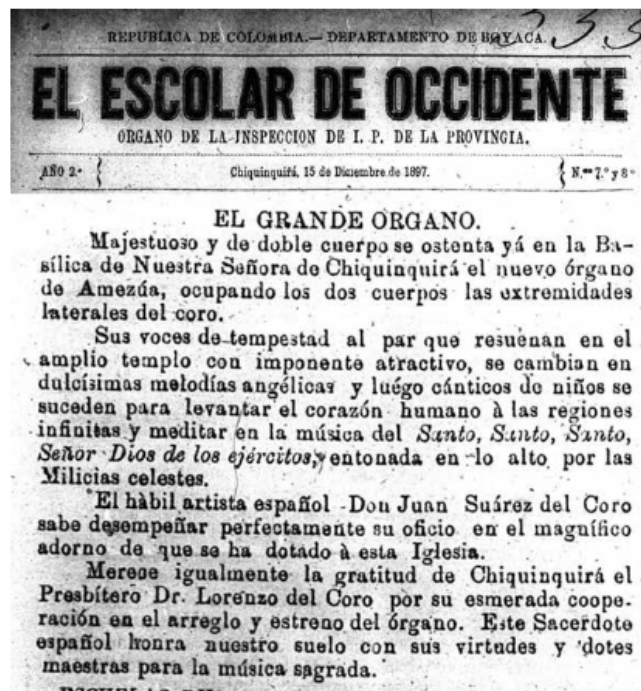 333
REPUBLICA DE COLOMBIA.— DEPARTAMENTO DE BOYACA.
EL ESCOLAR DE OCCIDENTE
ORGANO DE LA INSPECCION DE I. P. DE LA PROVINCIA.
AÑO 2.º { Chiquinquirá, 15 de Diciembre de 1897. { N.os 7.º y 8º
EL GRANDE ORGANO.
Majestuoso y de doble cuerpo se ostenta yá en la Ba-
sílica de Nuestra Señora de Chiquinquirá el nuevo órgano
de Amezúa, ocupando los dos cuerpos las extremidades
laterales del coro.
Sus voces de tempestad al par que resuenan en el
amplio templo con imponente atractivo, se cambian en
dulcísimas melodías angélicas y luégo cánticos de niños se
suceden para levantar el corazón humano à las regiones
infinitas y meditar en la música del Santo, Santo, Santo,
Señor Dios de los ejércitos, entonada en lo alto por las
Milicias celestes.
El hàbil artista español Don Juan Suárez del Coro
sabe desempeñar perfectamente su oficio en el magnífico
adorno de que se ha dotado à esta Iglesia.
Merece igualmente la gratitud de Chiquinquirá el
Presbítero Dr. Lorenzo del Coro por su esmerada coope-
ración en el arreglo y estreno del órgano. Este Sacerdote
español honra nuestro suelo con sus virtudes y dotes
maestras para la música sagrada.